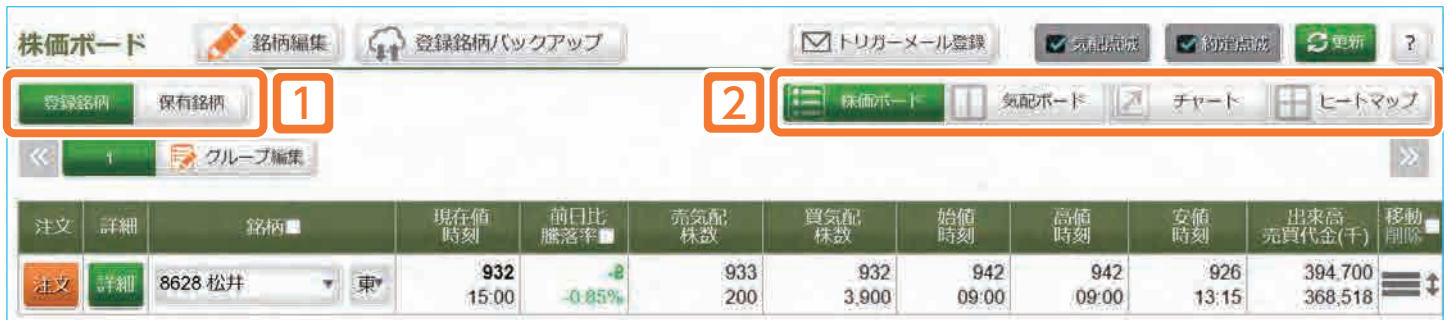 株価ボード 銘柄編集 登録銘柄バックアップ トリガーメール登録 気配点滅 約定点滅 更新 ?
登録銘柄 保有銘柄 1 2 株価ボード 気配ボード チャート ヒートマップ
« 1 グループ編集 »
注文 詳細 銘柄 現在値 前日比 売気配 買気配 始値 高値 安値 出来高 移動
時刻 騰落率 株数 株数 時刻 時刻 時刻 売買代金(千) 削除
注文 詳細 8628 松井 東 932 -8 933 932 942 942 926 394,700
15:00 -0.85% 200 3,900 09:00 09:00 13:15 368,518